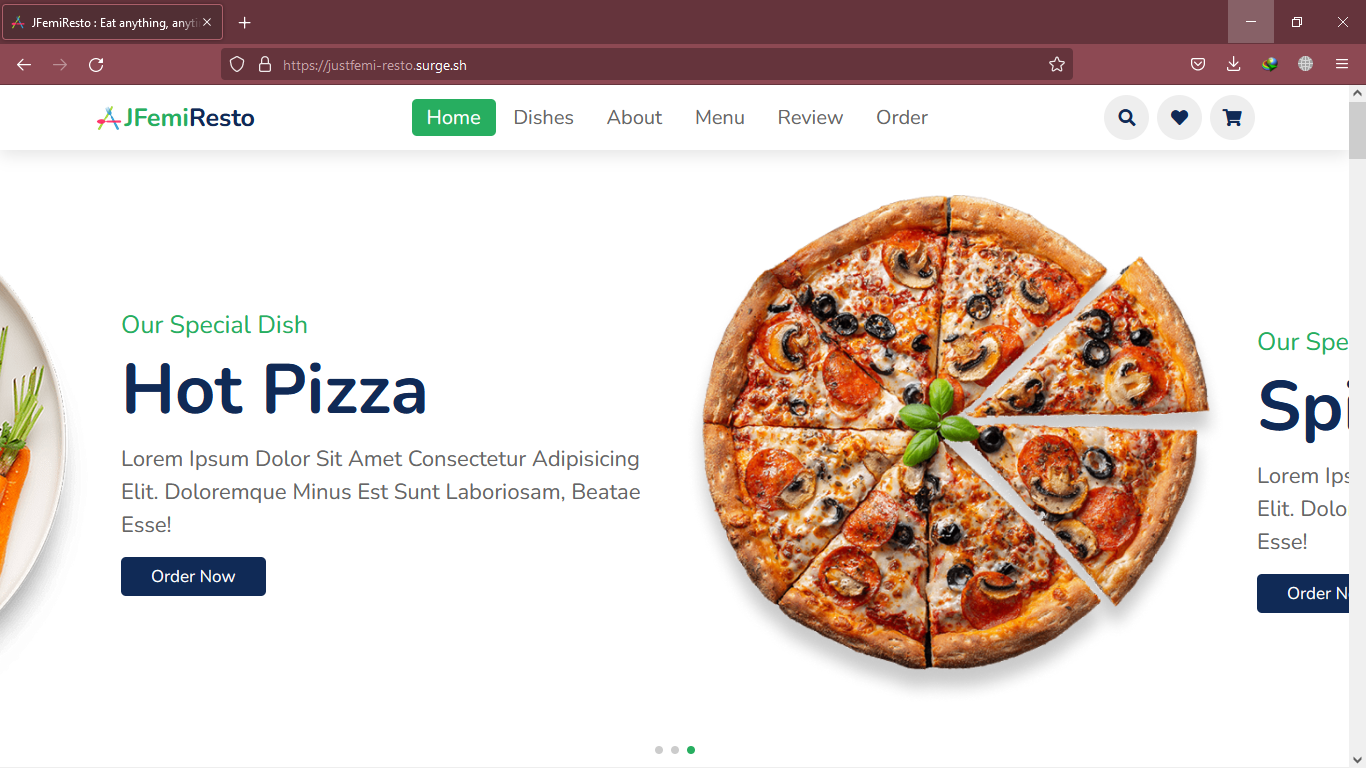 JFemiResto : Eat anything, anyti
https://justfemi-resto.surge.sh
JFemiResto
Home
Dishes
About
Menu
Review
Order
Our Special Dish
Hot Pizza
Lorem Ipsum Dolor Sit Amet Consectetur Adipisicing
Elit. Doloremque Minus Est Sunt Laboriosam, Beatae
Esse!
Order Now
Our Spe
Spi
Lorem Ips
Elit. Dolo
Esse!
Order N